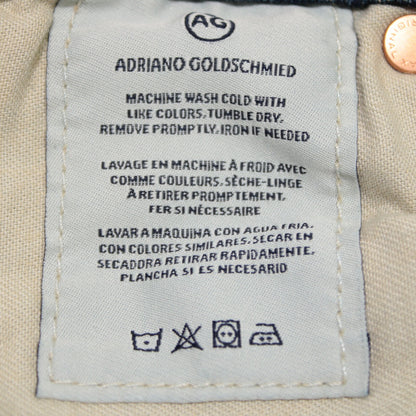 AG
ADRIANO GOLDSCHMIED
MACHINE WASH COLD WITH
LIKE COLORS, TUMBLE DRY,
REMOVE PROMPTLY, IRON IF NEEDED
LAVAGE EN MACHINE À FROID AVEC
COMME COULEURS, SÈCHE-LINGE
À RETIRER PROMPTEMENT,
FER SI NÉCESSAIRE
LAVAR A MAQUINA CON AGUA FRIA,
CON COLORES SIMILARES, SECAR EN
SECADORA RETIRAR RAPIDAMENTE,
PLANCHA SI ES NECESARIO